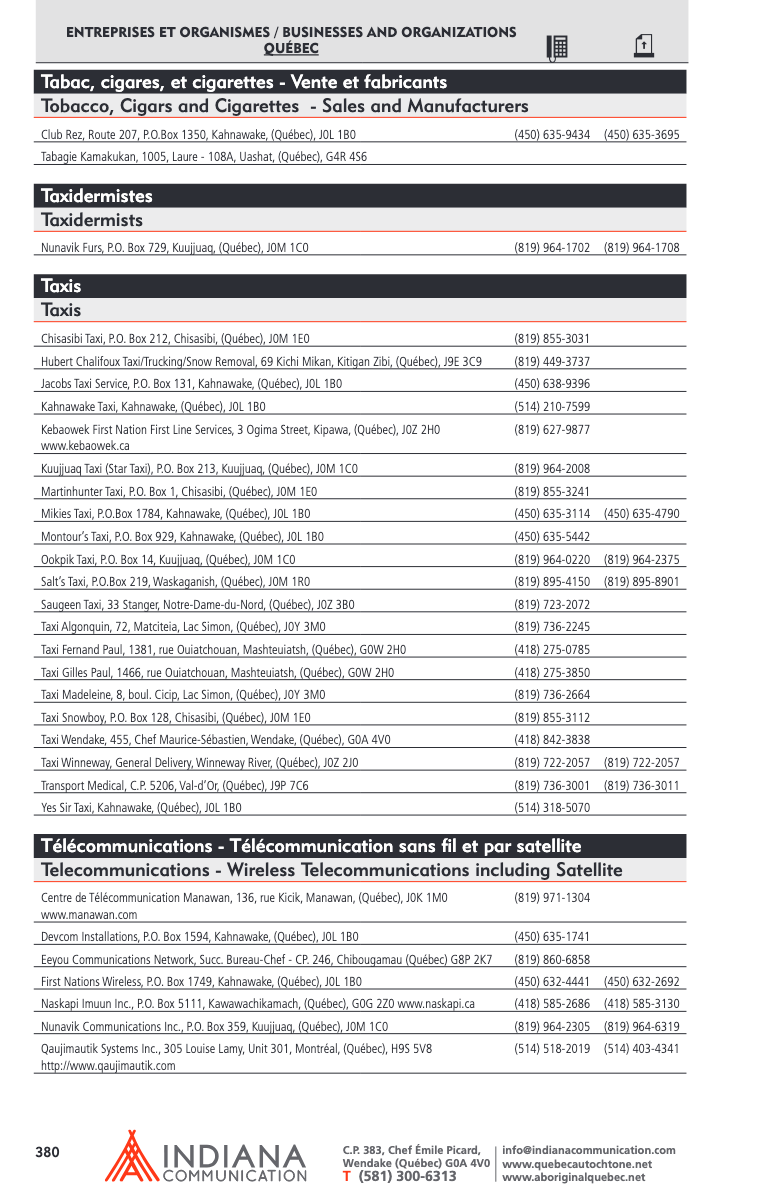 ENTREPRISES ET ORGANISMES / BUSINESSES AND ORGANIZATIONS
QUÉBEC
Tabac, cigares, et cigarettes - Vente et fabricants
Tobacco, Cigars and Cigarettes - Sales and Manufacturers
Club Rez, Route 207, P.O.Box 1350, Kahnawake, (Québec), J0L 1B0 (450) 635-9434 (450) 635-3695
Tabagie Kamakukan, 1005, Laure - 108A, Uashat, (Québec), G4R 4S6
Taxidermistes
Taxidermists
Nunavik Furs, P.O. Box 729, Kuujjuaq, (Québec), J0M 1C0 (819) 964-1702 (819) 964-1708
Taxis
Taxis
Chisasibi Taxi, P.O. Box 212, Chisasibi, (Québec), J0M 1E0 (819) 855-3031
Hubert Chalifoux Taxi/Trucking/Snow Removal, 69 Kichi Mikan, Kitigan Zibi, (Québec), J9E 3C9 (819) 449-3737
Jacobs Taxi Service, P.O. Box 131, Kahnawake, (Québec), J0L 1B0 (450) 638-9396
Kahnawake Taxi, Kahnawake, (Québec), J0L 1B0 (514) 210-7599
Kebaowek First Nation First Line Services, 3 Ogima Street, Kipawa, (Québec), J0Z 2H0 (819) 627-9877
www.kebaowek.ca
Kuujjuaq Taxi (Star Taxi), P.O. Box 213, Kuujjuaq, (Québec), J0M 1C0 (819) 964-2008
Martinhunter Taxi, P.O. Box 1, Chisasibi, (Québec), J0M 1E0 (819) 855-3241
Mikies Taxi, P.O.Box 1784, Kahnawake, (Québec), J0L 1B0 (450) 635-3114 (450) 635-4790
Montour's Taxi, P.O. Box 929, Kahnawake, (Québec), J0L 1B0 (450) 635-5442
Ookpik Taxi, P.O. Box 14, Kuujjuaq, (Québec), J0M 1C0 (819) 964-0220 (819) 964-2375
Salt's Taxi, P.O.Box 219, Waskaganish, (Québec), J0M 1R0 (819) 895-4150 (819) 895-8901
Saugeen Taxi, 33 Stanger, Notre-Dame-du-Nord, (Québec), J0Z 3B0 (819) 723-2072
Taxi Algonquin, 72, Matciteia, Lac Simon, (Québec), J0Y 3M0 (819) 736-2245
Taxi Fernand Paul, 1381, rue Ouiatchouan, Mashteuiatsh, (Québec), G0W 2H0 (418) 275-0785
Taxi Gilles Paul, 1466, rue Ouiatchouan, Mashteuiatsh, (Québec), G0W 2H0 (418) 275-3850
Taxi Madeleine, 8, boul. Cicip, Lac Simon, (Québec), J0Y 3M0 (819) 736-2664
Taxi Snowboy, P.O. Box 128, Chisasibi, (Québec), J0M 1E0 (819) 855-3112
Taxi Wendake, 455, Chef Maurice-Sébastien, Wendake, (Québec), G0A 4V0 (418) 842-3838
Taxi Winneway, General Delivery, Winneway River, (Québec), J0Z 2J0 (819) 722-2057 (819) 722-2057
Transport Medical, C.P. 5206, Val-d'Or, (Québec), J9P 7C6 (819) 736-3001 (819) 736-3011
Yes Sir Taxi, Kahnawake, (Québec), J0L 1B0 (514) 318-5070
Télécommunications - Télécommunication sans fil et par satellite
Telecommunications - Wireless Telecommunications including Satellite
Centre de Télécommunication Manawan, 136, rue Kicik, Manawan, (Québec), J0K 1M0 (819) 971-1304
www.manawan.com
Devcom Installations, P.O. Box 1594, Kahnawake, (Québec), J0L 1B0 (450) 635-1741
Eeyou Communications Network, Succ. Bureau-Chef - CP. 246, Chibougamau (Québec) G8P 2K7 (819) 860-6858
First Nations Wireless, P.O. Box 1749, Kahnawake, (Québec), J0L 1B0 (450) 632-4441 (450) 632-2692
Naskapi Imuun Inc., P.O. Box 5111, Kawawachikamach, (Québec), G0G 2Z0 www.naskapi.ca (418) 585-2686 (418) 585-3130
Nunavik Communications Inc., P.O. Box 359, Kuujjuaq, (Québec), J0M 1C0 (819) 964-2305 (819) 964-6319
Qaujimautik Systems Inc., 305 Louise Lamy, Unit 301, Montréal, (Québec), H9S 5V8 (514) 518-2019 (514) 403-4341
http://www.qaujimautik.com
380
INDIANA
COMMUNICATION
C.P. 383, Chef Émile Picard,
Wendake (Québec) G0A 4V0
T (581) 300-6313
info@indianacommunication.com
www.quebecautochtone.net
www.aboriginalquebec.net